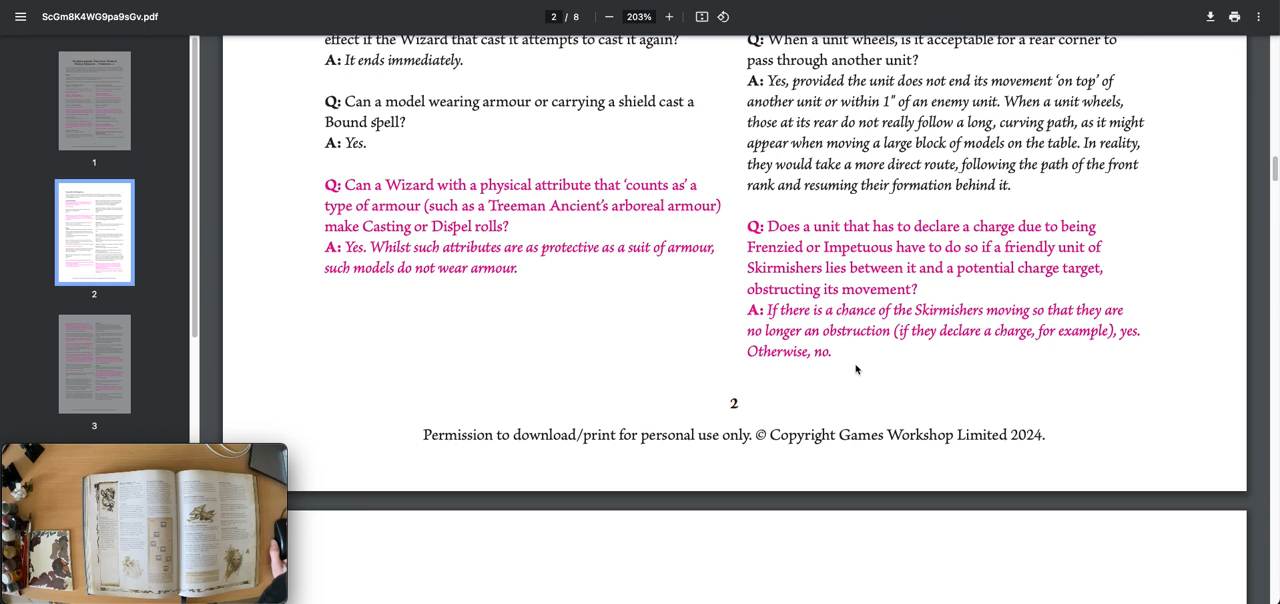 ScGm8K4WG9pa9sGv.pdf
2 / 8
203%
1
2
3
effect if the Wizard that cast it attempts to cast it again?
A: It ends immediately.
Q: Can a model wearing armour or carrying a shield cast a
Bound spell?
A: Yes.
Q: Can a Wizard with a physical attribute that ‘counts as’ a
type of armour (such as a Treeman Ancient’s arboreal armour)
make Casting or Dispel rolls?
A: Yes. Whilst such attributes are as protective as a suit of armour,
such models do not wear armour.
Q: When a unit wheels, is it acceptable for a rear corner to
pass through another unit?
A: Yes, provided the unit does not end its movement ‘on top’ of
another unit or within 1" of an enemy unit. When a unit wheels,
those at its rear do not really follow a long, curving path, as it might
appear when moving a large block of models on the table. In reality,
they would take a more direct route, following the path of the front
rank and resuming their formation behind it.
Q: Does a unit that has to declare a charge due to being
Frenzied or Impetuous have to do so if a friendly unit of
Skirmishers lies between it and a potential charge target,
obstructing its movement?
A: If there is a chance of the Skirmishers moving so that they are
no longer an obstruction (if they declare a charge, for example), yes.
Otherwise, no.
2
Permission to download/print for personal use only. © Copyright Games Workshop Limited 2024.